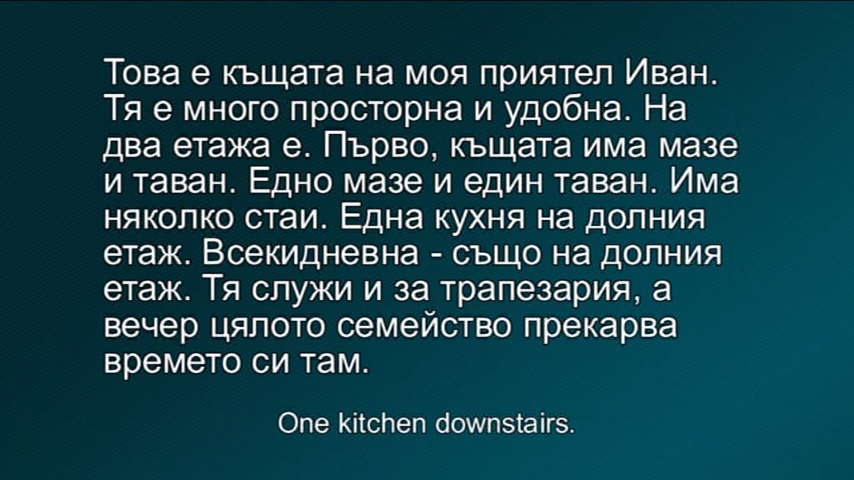 Това е къщата на моя приятел Иван.
Тя е много просторна и удобна. На
два етажа е. Първо, къщата има мазе
и таван. Едно мазе и един таван. Има
няколко стаи. Една кухня на долния
етаж. Всекидневна - също на долния
етаж. Тя служи и за трапезария, а
вечер цялото семейство прекарва
времето си там.
One kitchen downstairs.